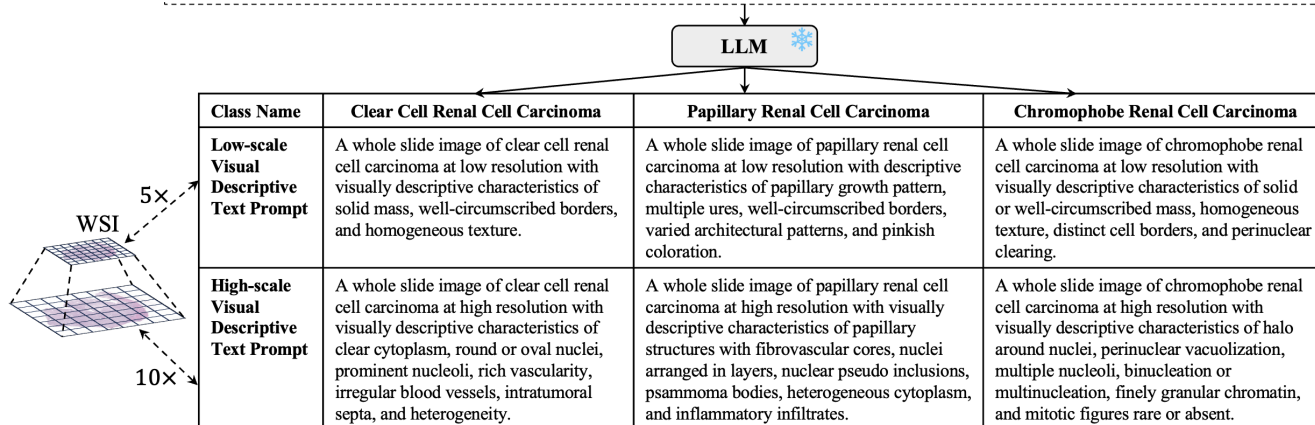 LLM
Class Name
Clear Cell Renal Cell Carcinoma
Papillary Renal Cell Carcinoma
Chromophobe Renal Cell Carcinoma
Low-scale
Visual
Descriptive
Text Prompt
A whole slide image of clear cell renal
cell carcinoma at low resolution with
visually descriptive characteristics of
solid mass, well-circumscribed borders,
and homogeneous texture.
A whole slide image of papillary renal cell
carcinoma at low resolution with descriptive
characteristics of papillary growth pattern,
multiple ures, well-circumscribed borders,
varied architectural patterns, and pinkish
coloration.
A whole slide image of chromophobe renal
cell carcinoma at low resolution with
visually descriptive characteristics of solid
or well-circumscribed mass, homogeneous
texture, distinct cell borders, and perinuclear
clearing.
5×
WSI
High-scale
Visual
Descriptive
Text Prompt
A whole slide image of clear cell renal
cell carcinoma at high resolution with
visually descriptive characteristics of
clear cytoplasm, round or oval nuclei,
prominent nucleoli, rich vascularity,
irregular blood vessels, intratumoral
septa, and heterogeneity.
A whole slide image of papillary renal cell
carcinoma at high resolution with visually
descriptive characteristics of papillary
structures with fibrovascular cores, nuclei
arranged in layers, nuclear pseudo inclusions,
psammoma bodies, heterogeneous cytoplasm,
and inflammatory infiltrates.
A whole slide image of chromophobe renal
cell carcinoma at high resolution with
visually descriptive characteristics of halo
around nuclei, perinuclear vacuolization,
multiple nucleoli, binucleation or
multinucleation, finely granular chromatin,
and mitotic figures rare or absent.
10×